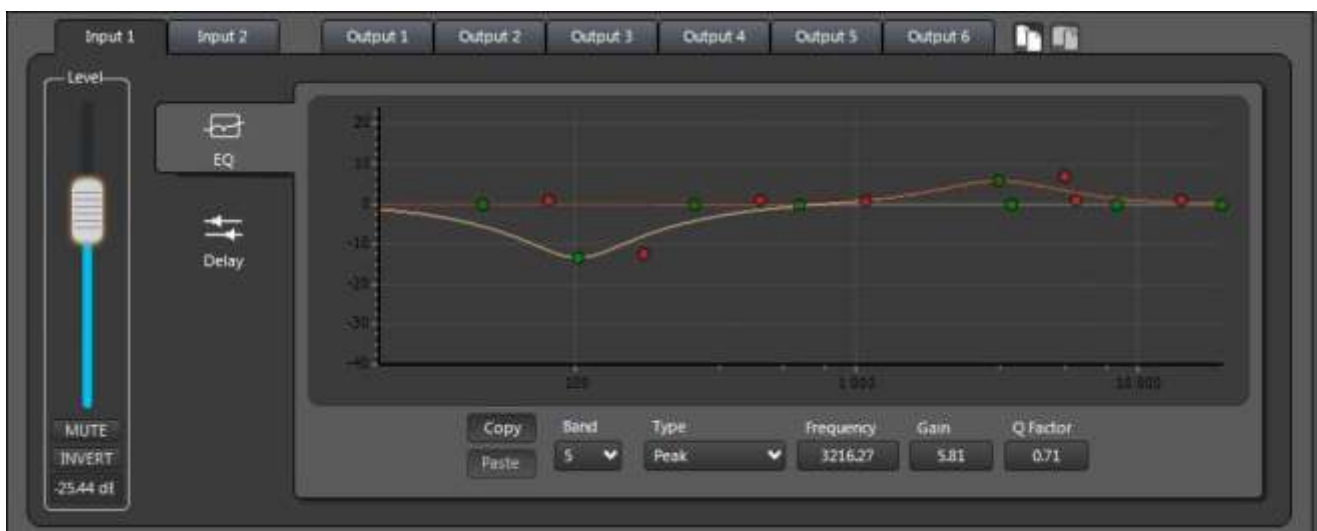 Input 1 Input 2 Output 1 Output 2 Output 3 Output 4 Output 5 Output 6
Level
EQ
Delay
20
10
0
-10
-20
-30
-40
100 1 000 10 000
MUTE
INVERT
-25.44 dB
Copy Band Type Frequency Gain Q Factor
Paste 5 Peak 3216.27 5.81 0.71